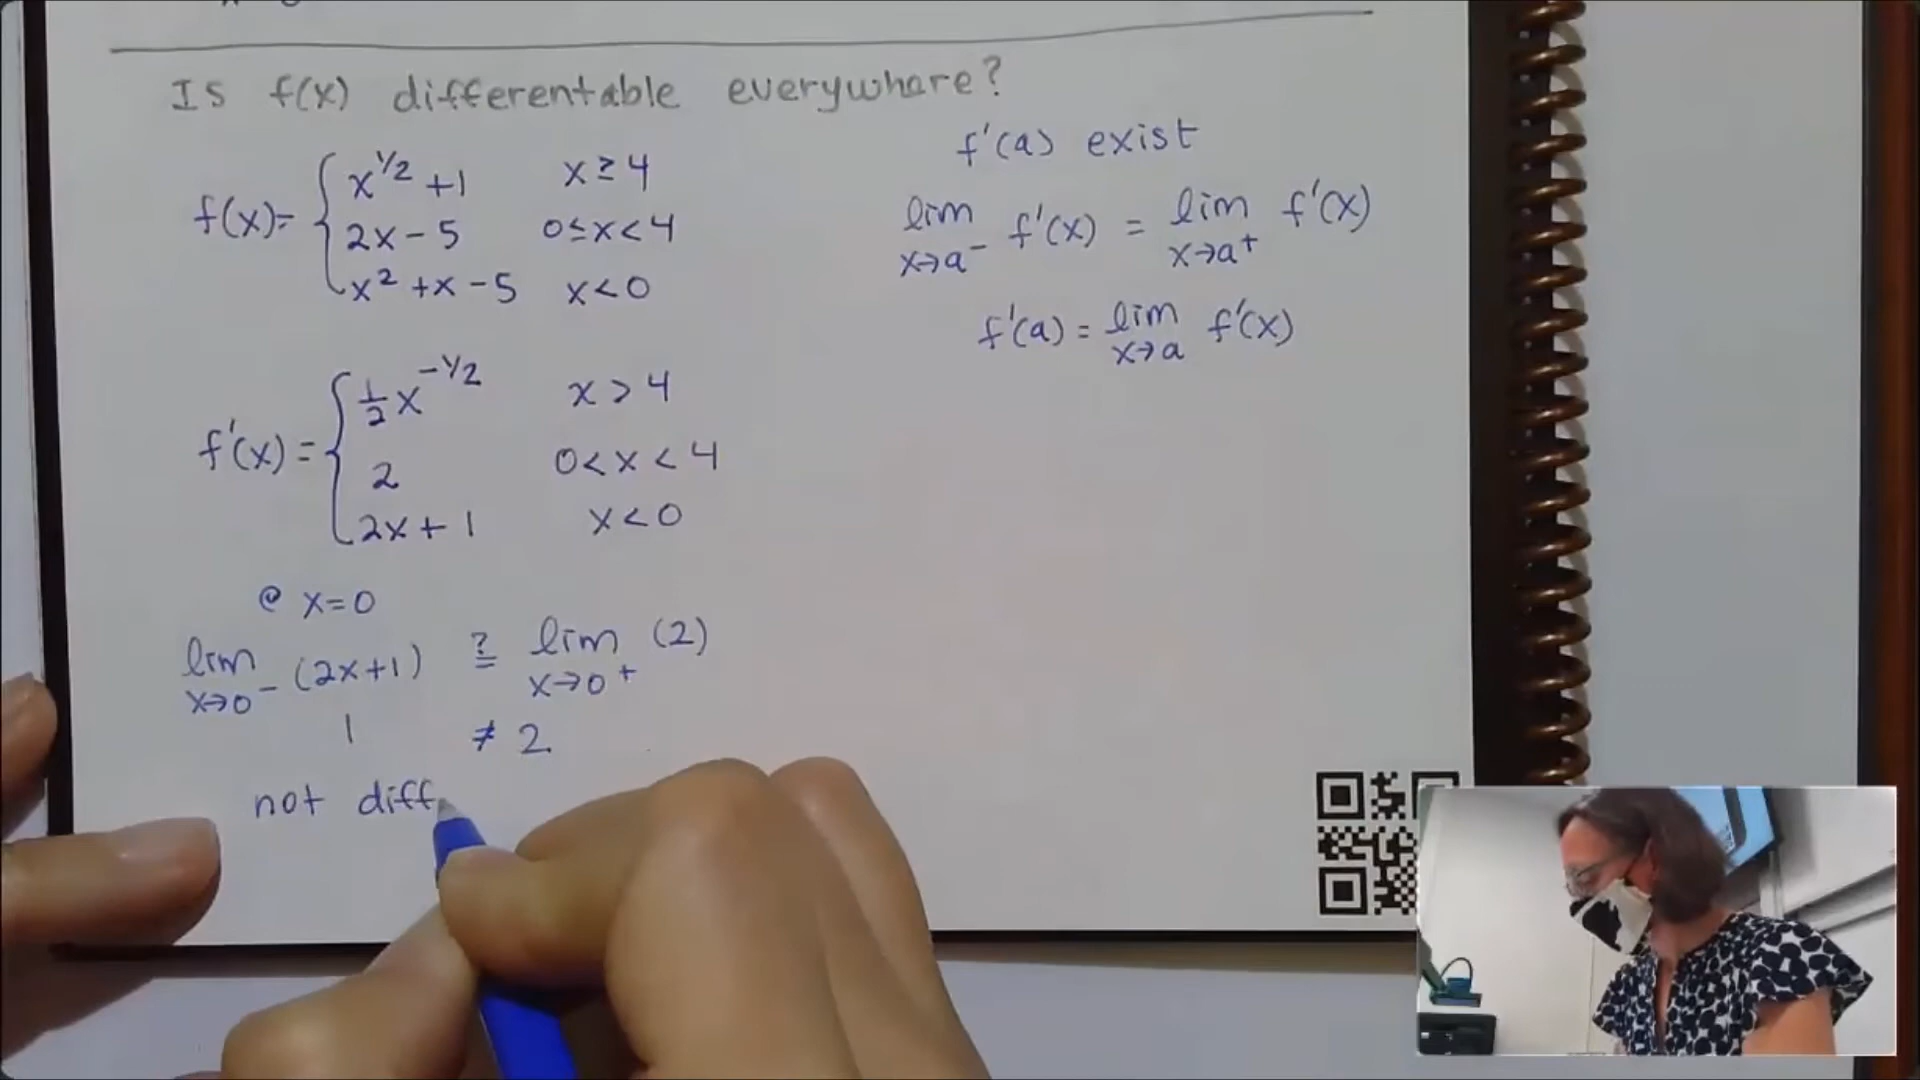 Is f(x) differentable everywhare?
f(x)= { x^1/2 +1 x ≥ 4
2x - 5 0 ≤ x < 4
x² + x - 5 x < 0
f'(x) = { 1/2 x^-1/2 x > 4
2 0 < x < 4
2x + 1 x < 0
@ x=0
lim x→0⁻ (2x+1) ≟ lim x→0⁺ (2)
1 ≠ 2
not diff
f'(a) exist
lim x→a⁻ f'(x) = lim x→a⁺ f'(x)
f'(a) = lim x→a f'(x)